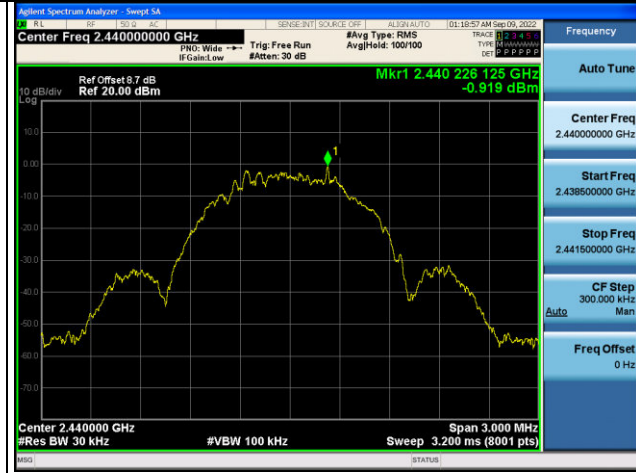 Agilent Spectrum Analyzer - Swept SA
RL RF 50 Ω AC SENSE:INT SOURCE OFF ALIGNAUTO 01:18:57 AM Sep 09, 2022
Center Freq 2.440000000 GHz
PNO: Wide
IFGain:Low
Trig: Free Run
#Atten: 30 dB
#Avg Type: RMS
Avg|Hold: 100/100
TRACE 1 2 3 4 5 6
TYPE M
DET P P P P P P
Ref Offset 8.7 dB
10 dB/div Ref 20.00 dBm
Log
Mkr1 2.440 226 125 GHz
-0.919 dBm
10.0
0.00
-10.0
-20.0
-30.0
-40.0
-50.0
-60.0
-70.0
1
Center 2.440000 GHz
Span 3.000 MHz
#Res BW 30 kHz #VBW 100 kHz Sweep 3.200 ms (8001 pts)
MSG STATUS
Frequency
Auto Tune
Center Freq
2.440000000 GHz
Start Freq
2.438500000 GHz
Stop Freq
2.441500000 GHz
CF Step
300.000 kHz
Auto Man
Freq Offset
0 Hz